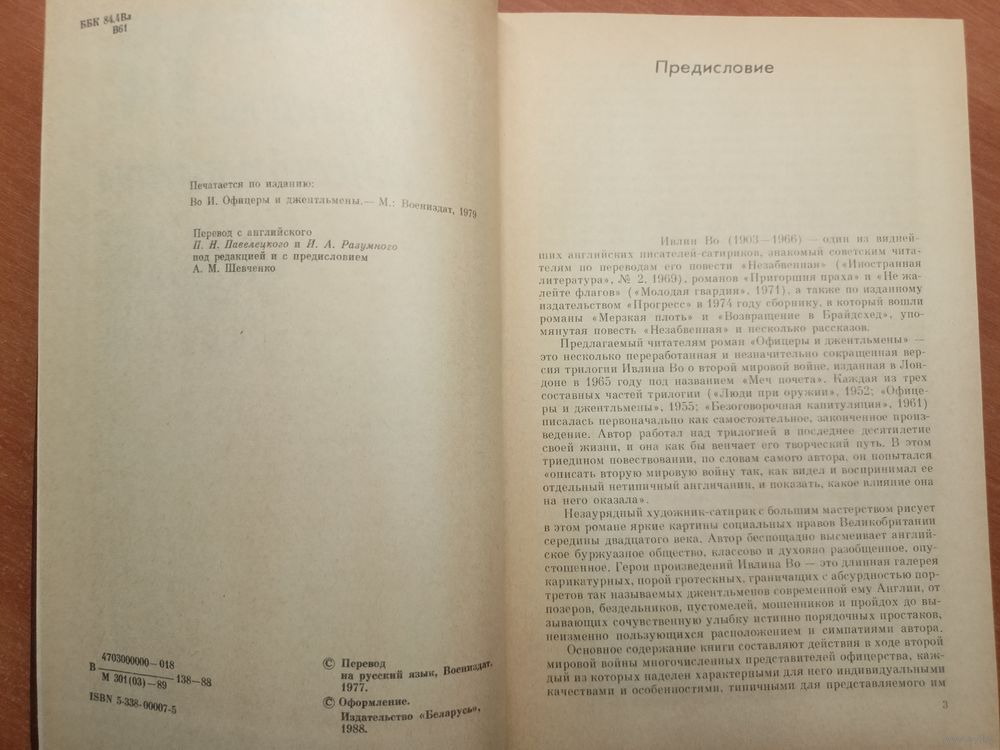 ББК 84.4Вл
В61
Печатается по изданию:
Во И. Офицеры и джентльмены.— М.: Воениздат, 1979
Перевод с английского
П. Н. Павелецкого и И. А. Разумного
под редакцией и с предисловием
А. М. Шевченко
В 4703000000—018 138—88
М 301(03)—89
ISBN 5-338-00007-5
© Перевод
на русский язык, Воениздат,
1977.
© Оформление.
Издательство «Беларусь»,
1988.
Предисловие
Ивлин Во (1903—1966) — один из видней-
ших английских писателей-сатириков, знакомый советским чита-
телям по переводам его повести «Незабвенная» («Иностранная
литература», № 2, 1969), романов «Пригоршня праха» и «Не жа-
лейте флагов» («Молодая гвардия», 1971), а также по изданному
издательством «Прогресс» в 1974 году сборнику, в который вошли
романы «Мерзкая плоть» и «Возвращение в Брайдсхед», упо-
мянутая повесть «Незабвенная» и несколько рассказов.
Предлагаемый читателям роман «Офицеры и джентльмены» —
это несколько переработанная и незначительно сокращенная вер-
сия трилогии Ивлина Во о второй мировой войне, изданная в Лон-
доне в 1965 году под названием «Меч почета». Каждая из трех
составных частей трилогии («Люди при оружии», 1952; «Офице-
ры и джентльмены», 1955; «Безоговорочная капитуляция», 1961)
писалась первоначально как самостоятельное, законченное произ-
ведение. Автор работал над трилогией в последнее десятилетие
своей жизни, и она как бы венчает его творческий путь. В этом
триедином повествовании, по словам самого автора, он попытался
«описать вторую мировую войну так, как видел и воспринимал ее
отдельный нетипичный англичанин, и показать, какое влияние она
на него оказала».
Незаурядный художник-сатирик с большим мастерством рисует
в этом романе яркие картины социальных нравов Великобритании
середины двадцатого века. Автор беспощадно высмеивает англий-
ское буржуазное общество, классово и духовно разобщенное, опу-
стошенное. Герои произведений Ивлина Во — это длинная галерея
карикатурных, порой гротескных, граничащих с абсурдностью пор-
третов так называемых джентльменов современной ему Англии, от
позеров, бездельников, пустомелей, мошенников и пройдох до вы-
зывающих сочувственную улыбку истинно порядочных простаков,
неизменно пользующихся расположением и симпатиями автора.
Основное содержание книги составляют действия в ходе второй
мировой войны многочисленных представителей офицерства, каж-
дый из которых наделен характерными для него индивидуальными
качествами и особенностями, типичными для представляемого им
3